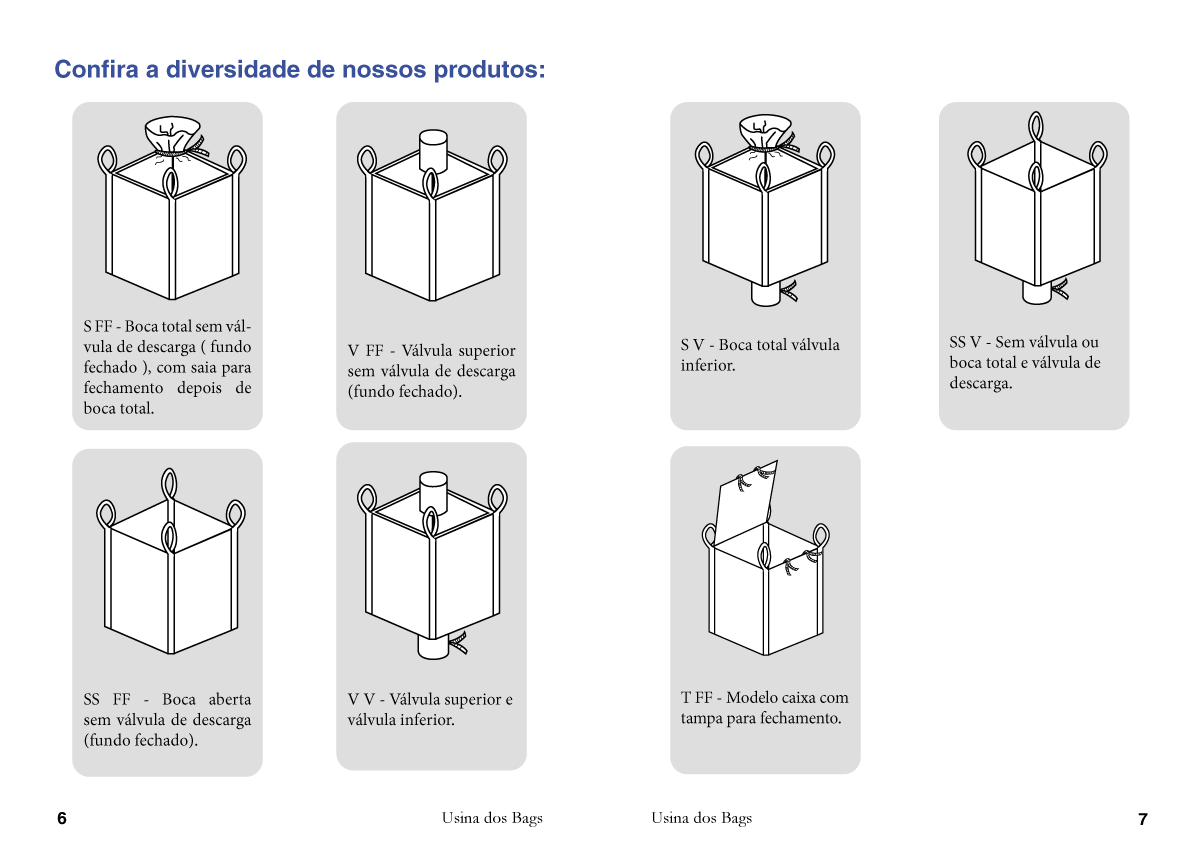 Confira a diversidade de nossos produtos:
S FF - Boca total sem vál-
vula de descarga ( fundo
fechado ), com saia para
fechamento depois de
boca total.
V FF - Válvula superior
sem válvula de descarga
(fundo fechado).
SS FF - Boca aberta
sem válvula de descarga
(fundo fechado).
V V - Válvula superior e
válvula inferior.
6
Usina dos Bags
S V - Boca total válvula
inferior.
SS V - Sem válvula ou
boca total e válvula de
descarga.
T FF - Modelo caixa com
tampa para fechamento.
Usina dos Bags
7